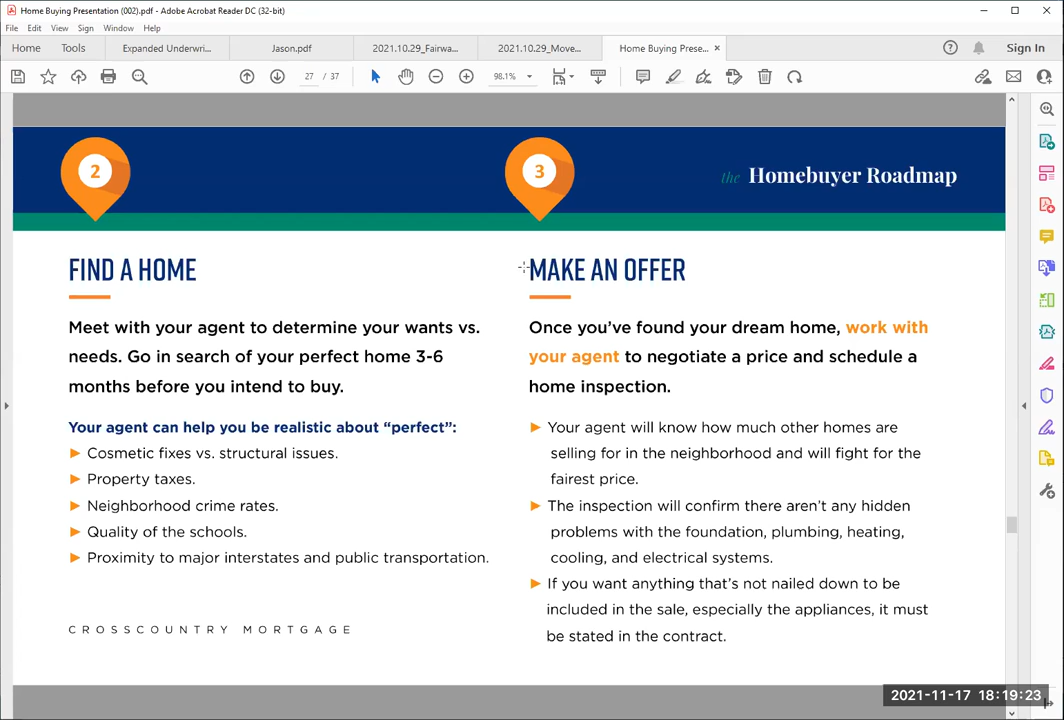 Home Buying Presentation (002).pdf - Adobe Acrobat Reader DC (32-bit)
File Edit View Sign Window Help
Home Tools Expanded Underwri... Jason.pdf 2021.10.29_Fairwa... 2021.10.29_Move... Home Buying Prese... × Sign In
27 / 37 98.1%
2
3
the Homebuyer Roadmap
FIND A HOME
Meet with your agent to determine your wants vs.
needs. Go in search of your perfect home 3-6
months before you intend to buy.
Your agent can help you be realistic about “perfect”:
Cosmetic fixes vs. structural issues.
Property taxes.
Neighborhood crime rates.
Quality of the schools.
Proximity to major interstates and public transportation.
CROSSCOUNTRY MORTGAGE
MAKE AN OFFER
Once you’ve found your dream home, work with
your agent to negotiate a price and schedule a
home inspection.
Your agent will know how much other homes are
selling for in the neighborhood and will fight for the
fairest price.
The inspection will confirm there aren’t any hidden
problems with the foundation, plumbing, heating,
cooling, and electrical systems.
If you want anything that’s not nailed down to be
included in the sale, especially the appliances, it must
be stated in the contract.
2021-11-17 18:19:23